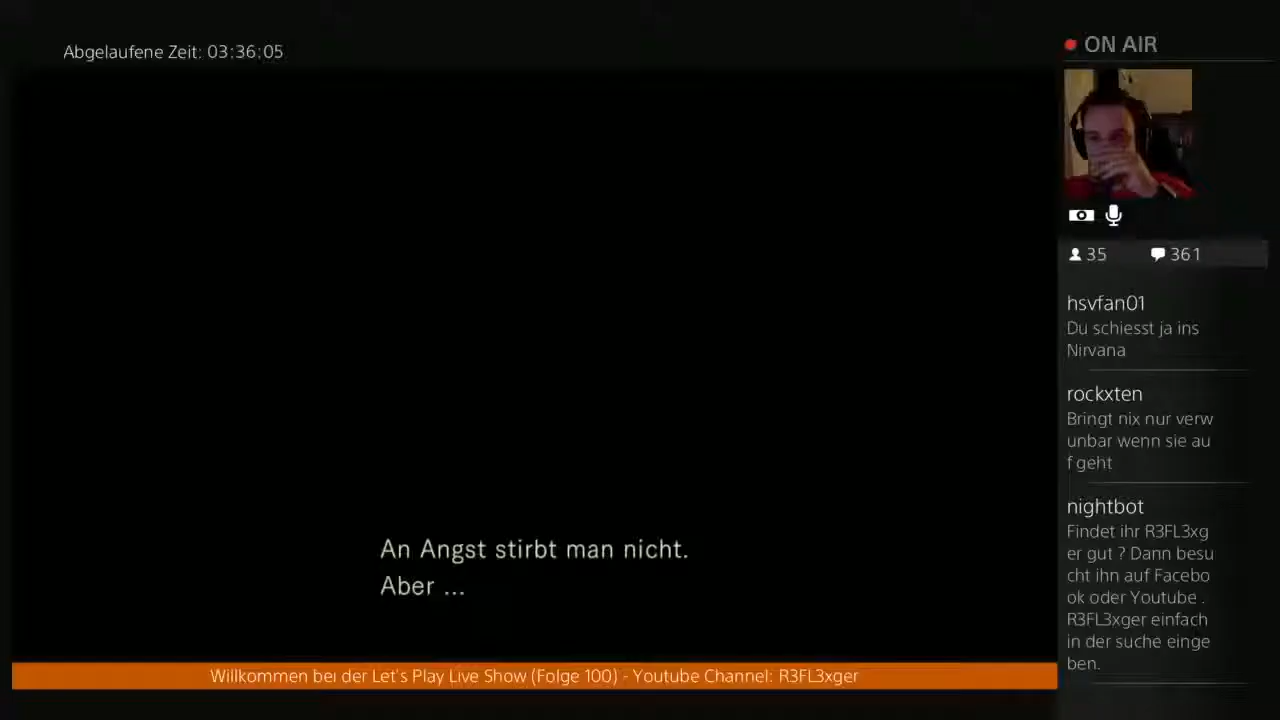 Abgelaufene Zeit: 03:36:05
ON AIR
35 361
hsvfan01
Du schiesst ja ins
Nirvana
rockxten
Bringt nix nur verw
unbar wenn sie au
f geht
nightbot
Findet ihr R3FL3xg
er gut ? Dann besu
cht ihn auf Facebo
ok oder Youtube .
R3FL3xger einfach
in der suche einge
ben.
An Angst stirbt man nicht.
Aber ...
Willkommen bei der Let's Play Live Show (Folge 100) - Youtube Channel: R3FL3xger